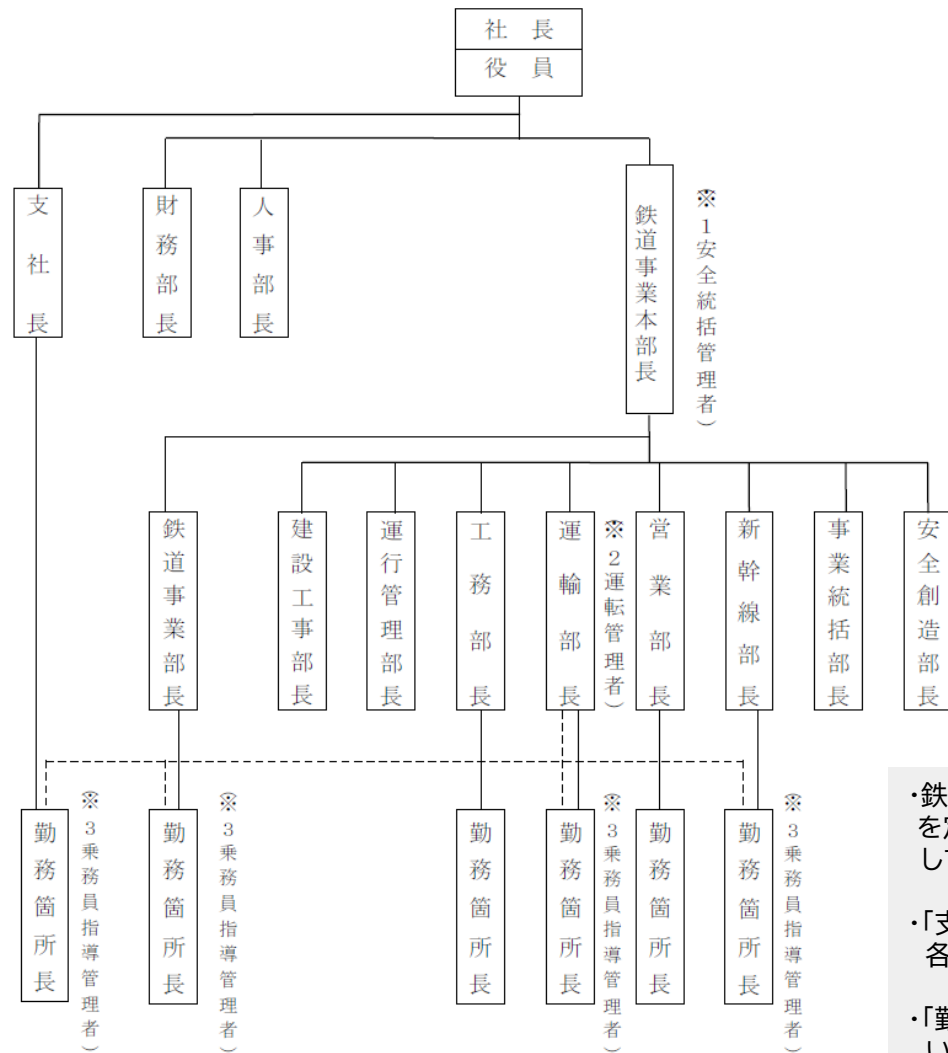 社長
役員
支社長
財務部長
人事部長
鉄道事業本部長
※1安全統括管理者）
鉄道事業部長
建設工事部長
運行管理部長
工務部長
運輸部長
※2運転管理者）
営業部長
新幹線部長
事業統括部長
安全創造部長
勤務箇所長
※3乗務員指導管理者）
勤務箇所長
※3乗務員指導管理者）
勤務箇所長
勤務箇所長
※3乗務員指導管理者）
勤務箇所長
勤務箇所長
※3乗務員指導管理者）
・鉄
を
し
・「支
各
・「勤
い